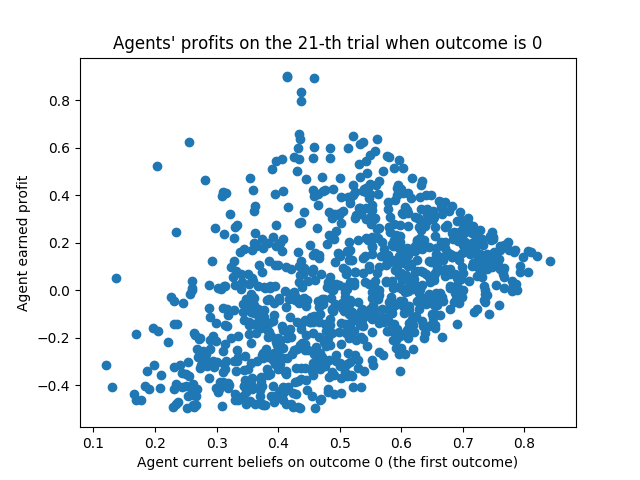 Agents' profits on the 21-th trial when outcome is 0
Agent earned profit
0.8
0.6
0.4
0.2
0.0
−0.2
−0.4
0.1 0.2 0.3 0.4 0.5 0.6 0.7 0.8
Agent current beliefs on outcome 0 (the first outcome)